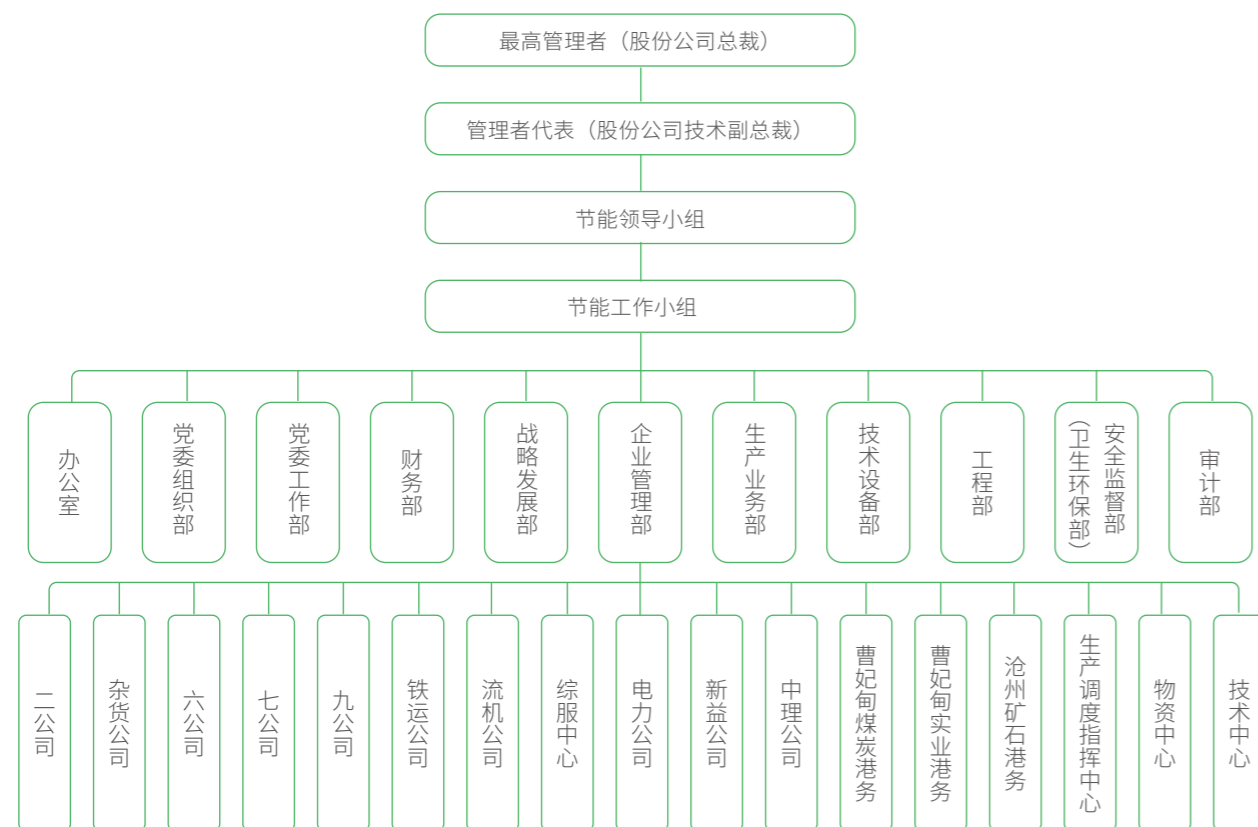 最高管理者（股份公司总裁）
管理者代表（股份公司技术副总裁）
节能领导小组
节能工作小组
办公室
党委组织部
党委工作部
财务部
战略发展部
企业管理部
生产业务部
技术设备部
工程部
安全监督部
（卫生环保部）
审计部
二公司
杂货公司
六公司
七公司
九公司
铁运公司
流机公司
综服中心
电力公司
新益公司
中理公司
曹妃甸煤炭港务
曹妃甸实业港务
沧州矿石港务
生产调度指挥中心
物资中心
技术中心